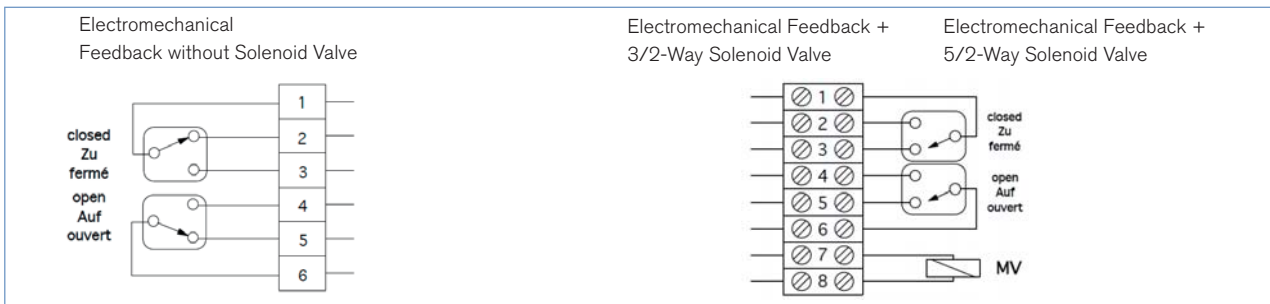 Electromechanical
Feedback without Solenoid Valve
1
closed
Zu
fermé
2
3
open
Auf
ouvert
4
5
6
Electromechanical Feedback +
3/2-Way Solenoid Valve
Electromechanical Feedback +
5/2-Way Solenoid Valve
1
2
3
closed
Zu
fermé
4
5
6
open
Auf
ouvert
7
8
MV